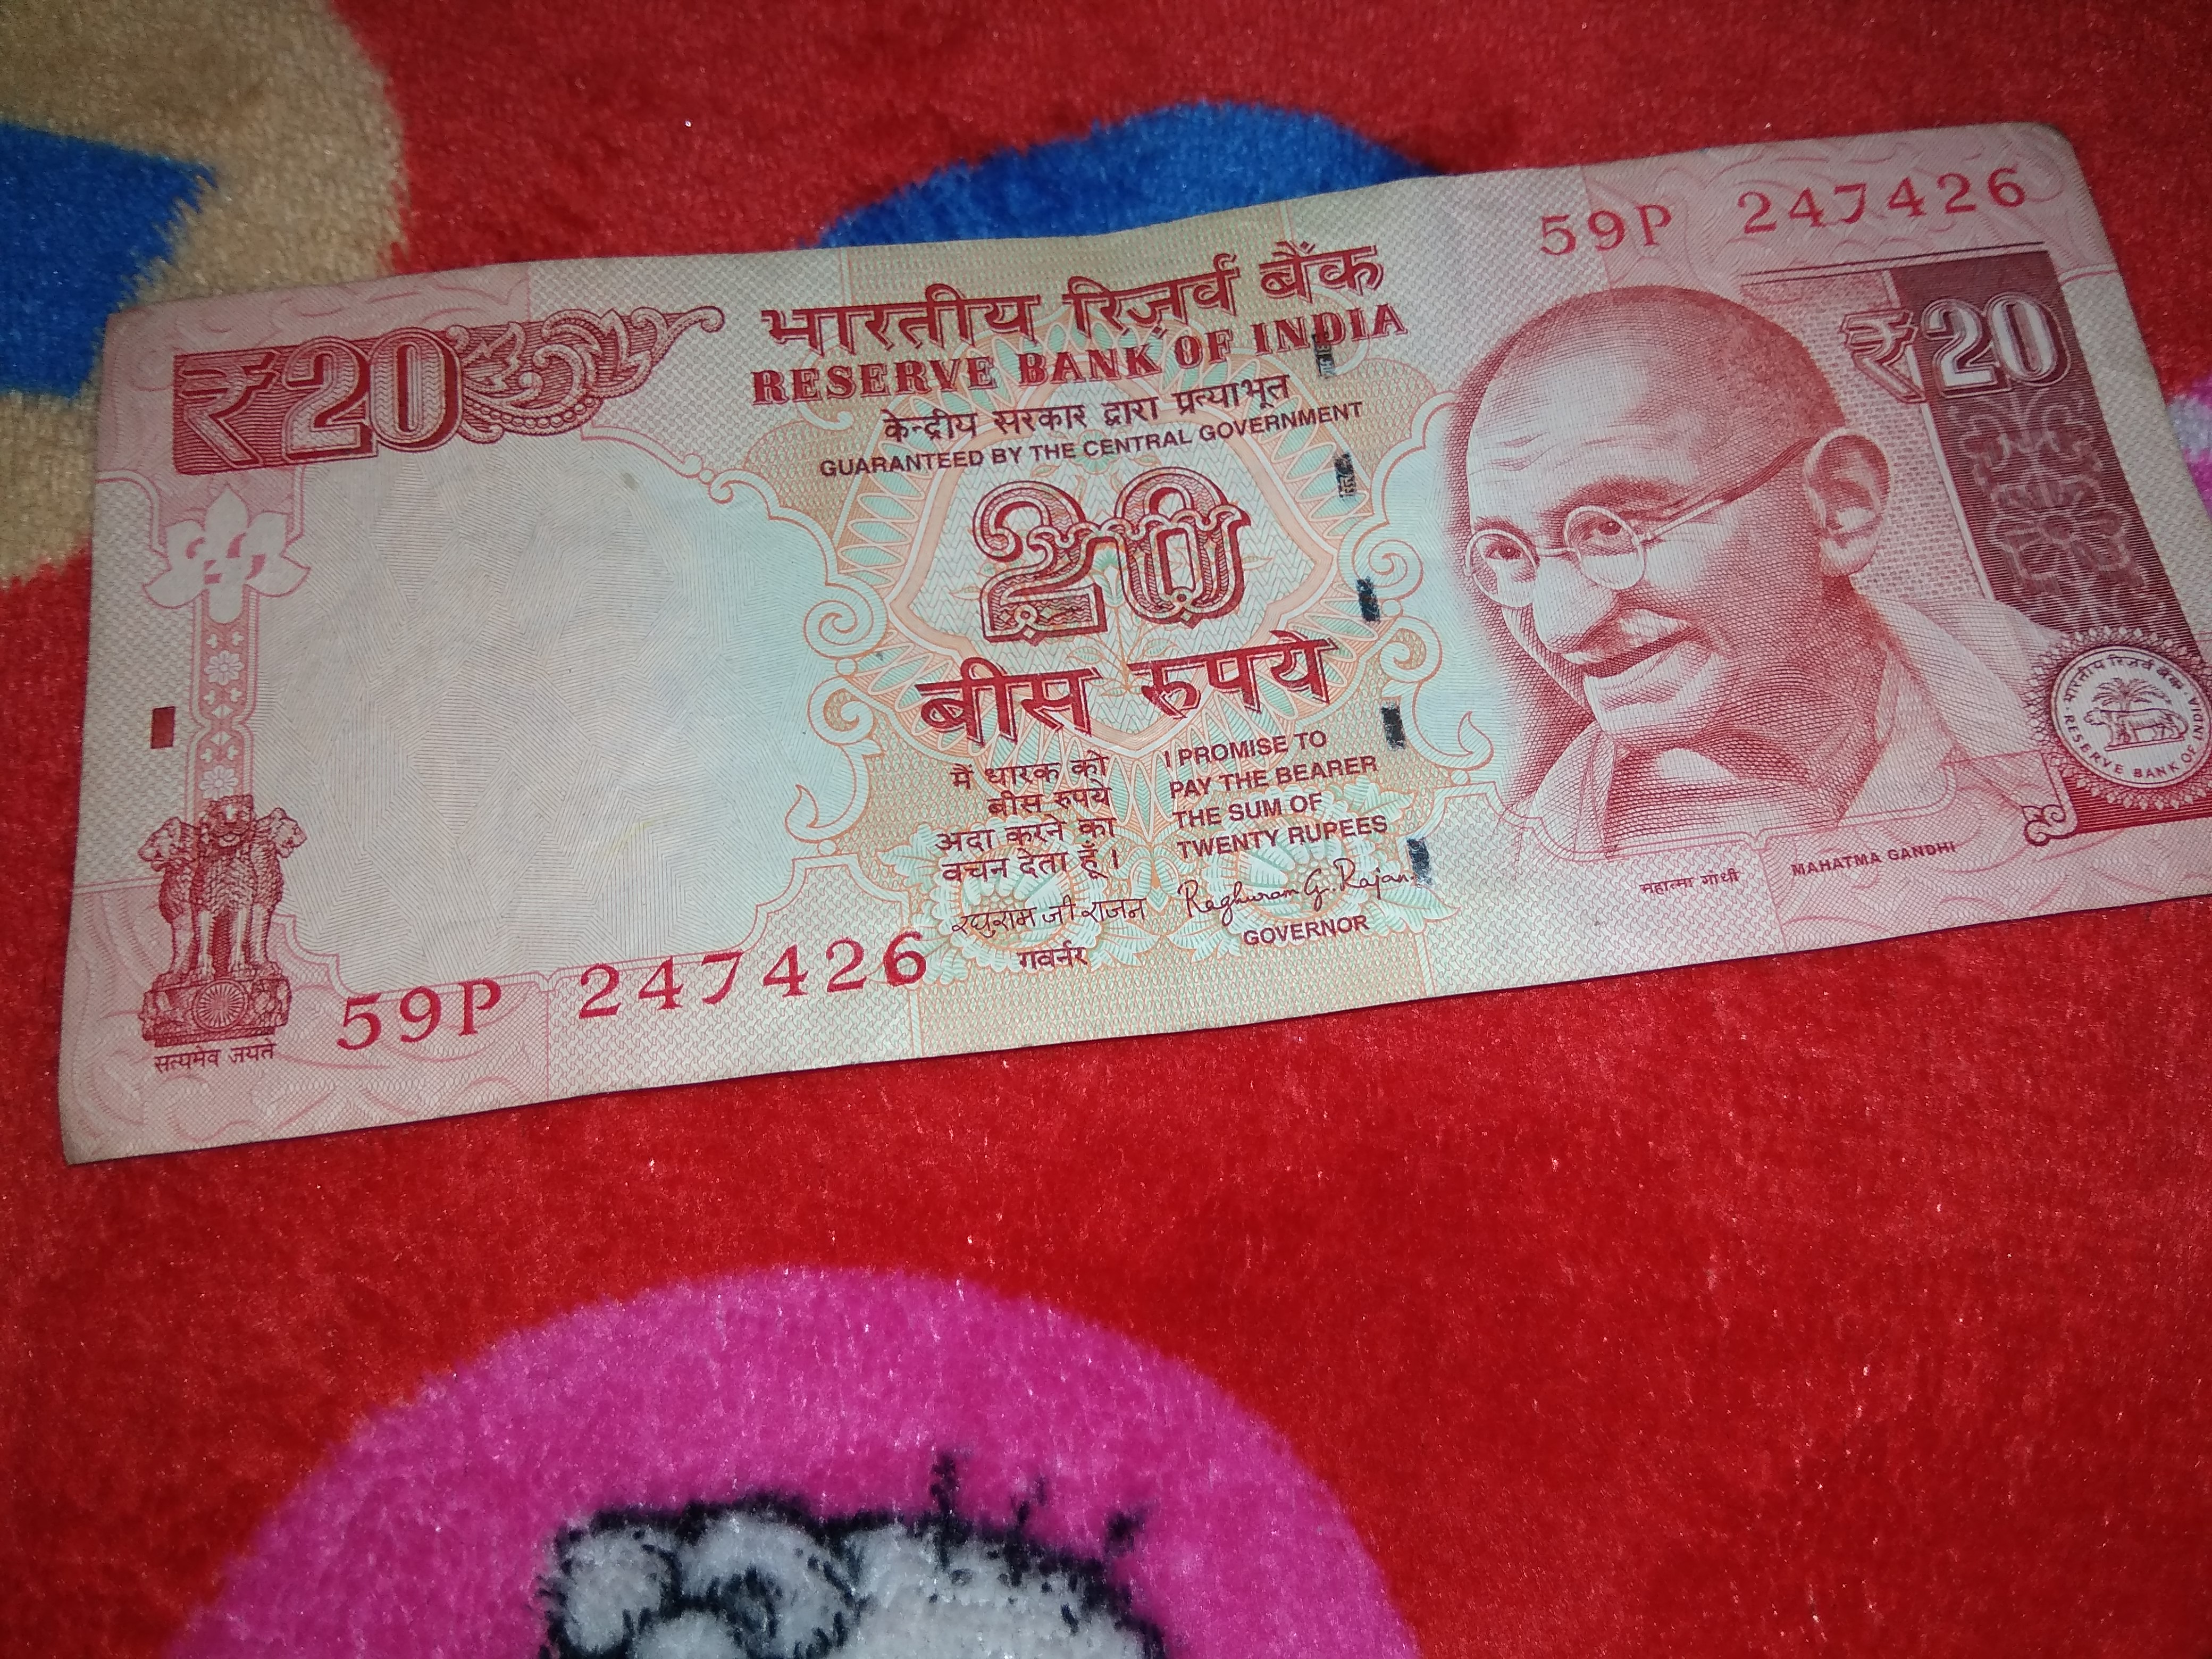 59P 247426
₹20
भारतीय रिज़र्व बैंक
RESERVE BANK OF INDIA
₹20
केन्द्रीय सरकार द्वारा प्रत्याभूत
GUARANTEED BY THE CENTRAL GOVERNMENT
20
बीस रुपये
मैं धारक को
बीस रुपये
अदा करने का
वचन देता हूँ।
I PROMISE TO
PAY THE BEARER
THE SUM OF
TWENTY RUPEES
रघुराम जी राजन
गवर्नर
Raghuram G. Rajan
GOVERNOR
महात्मा गांधी
MAHATMA GANDHI
भारतीय रिज़र्व बैंक
RESERVE BANK OF INDIA
सत्यमेव जयते
59P 247426